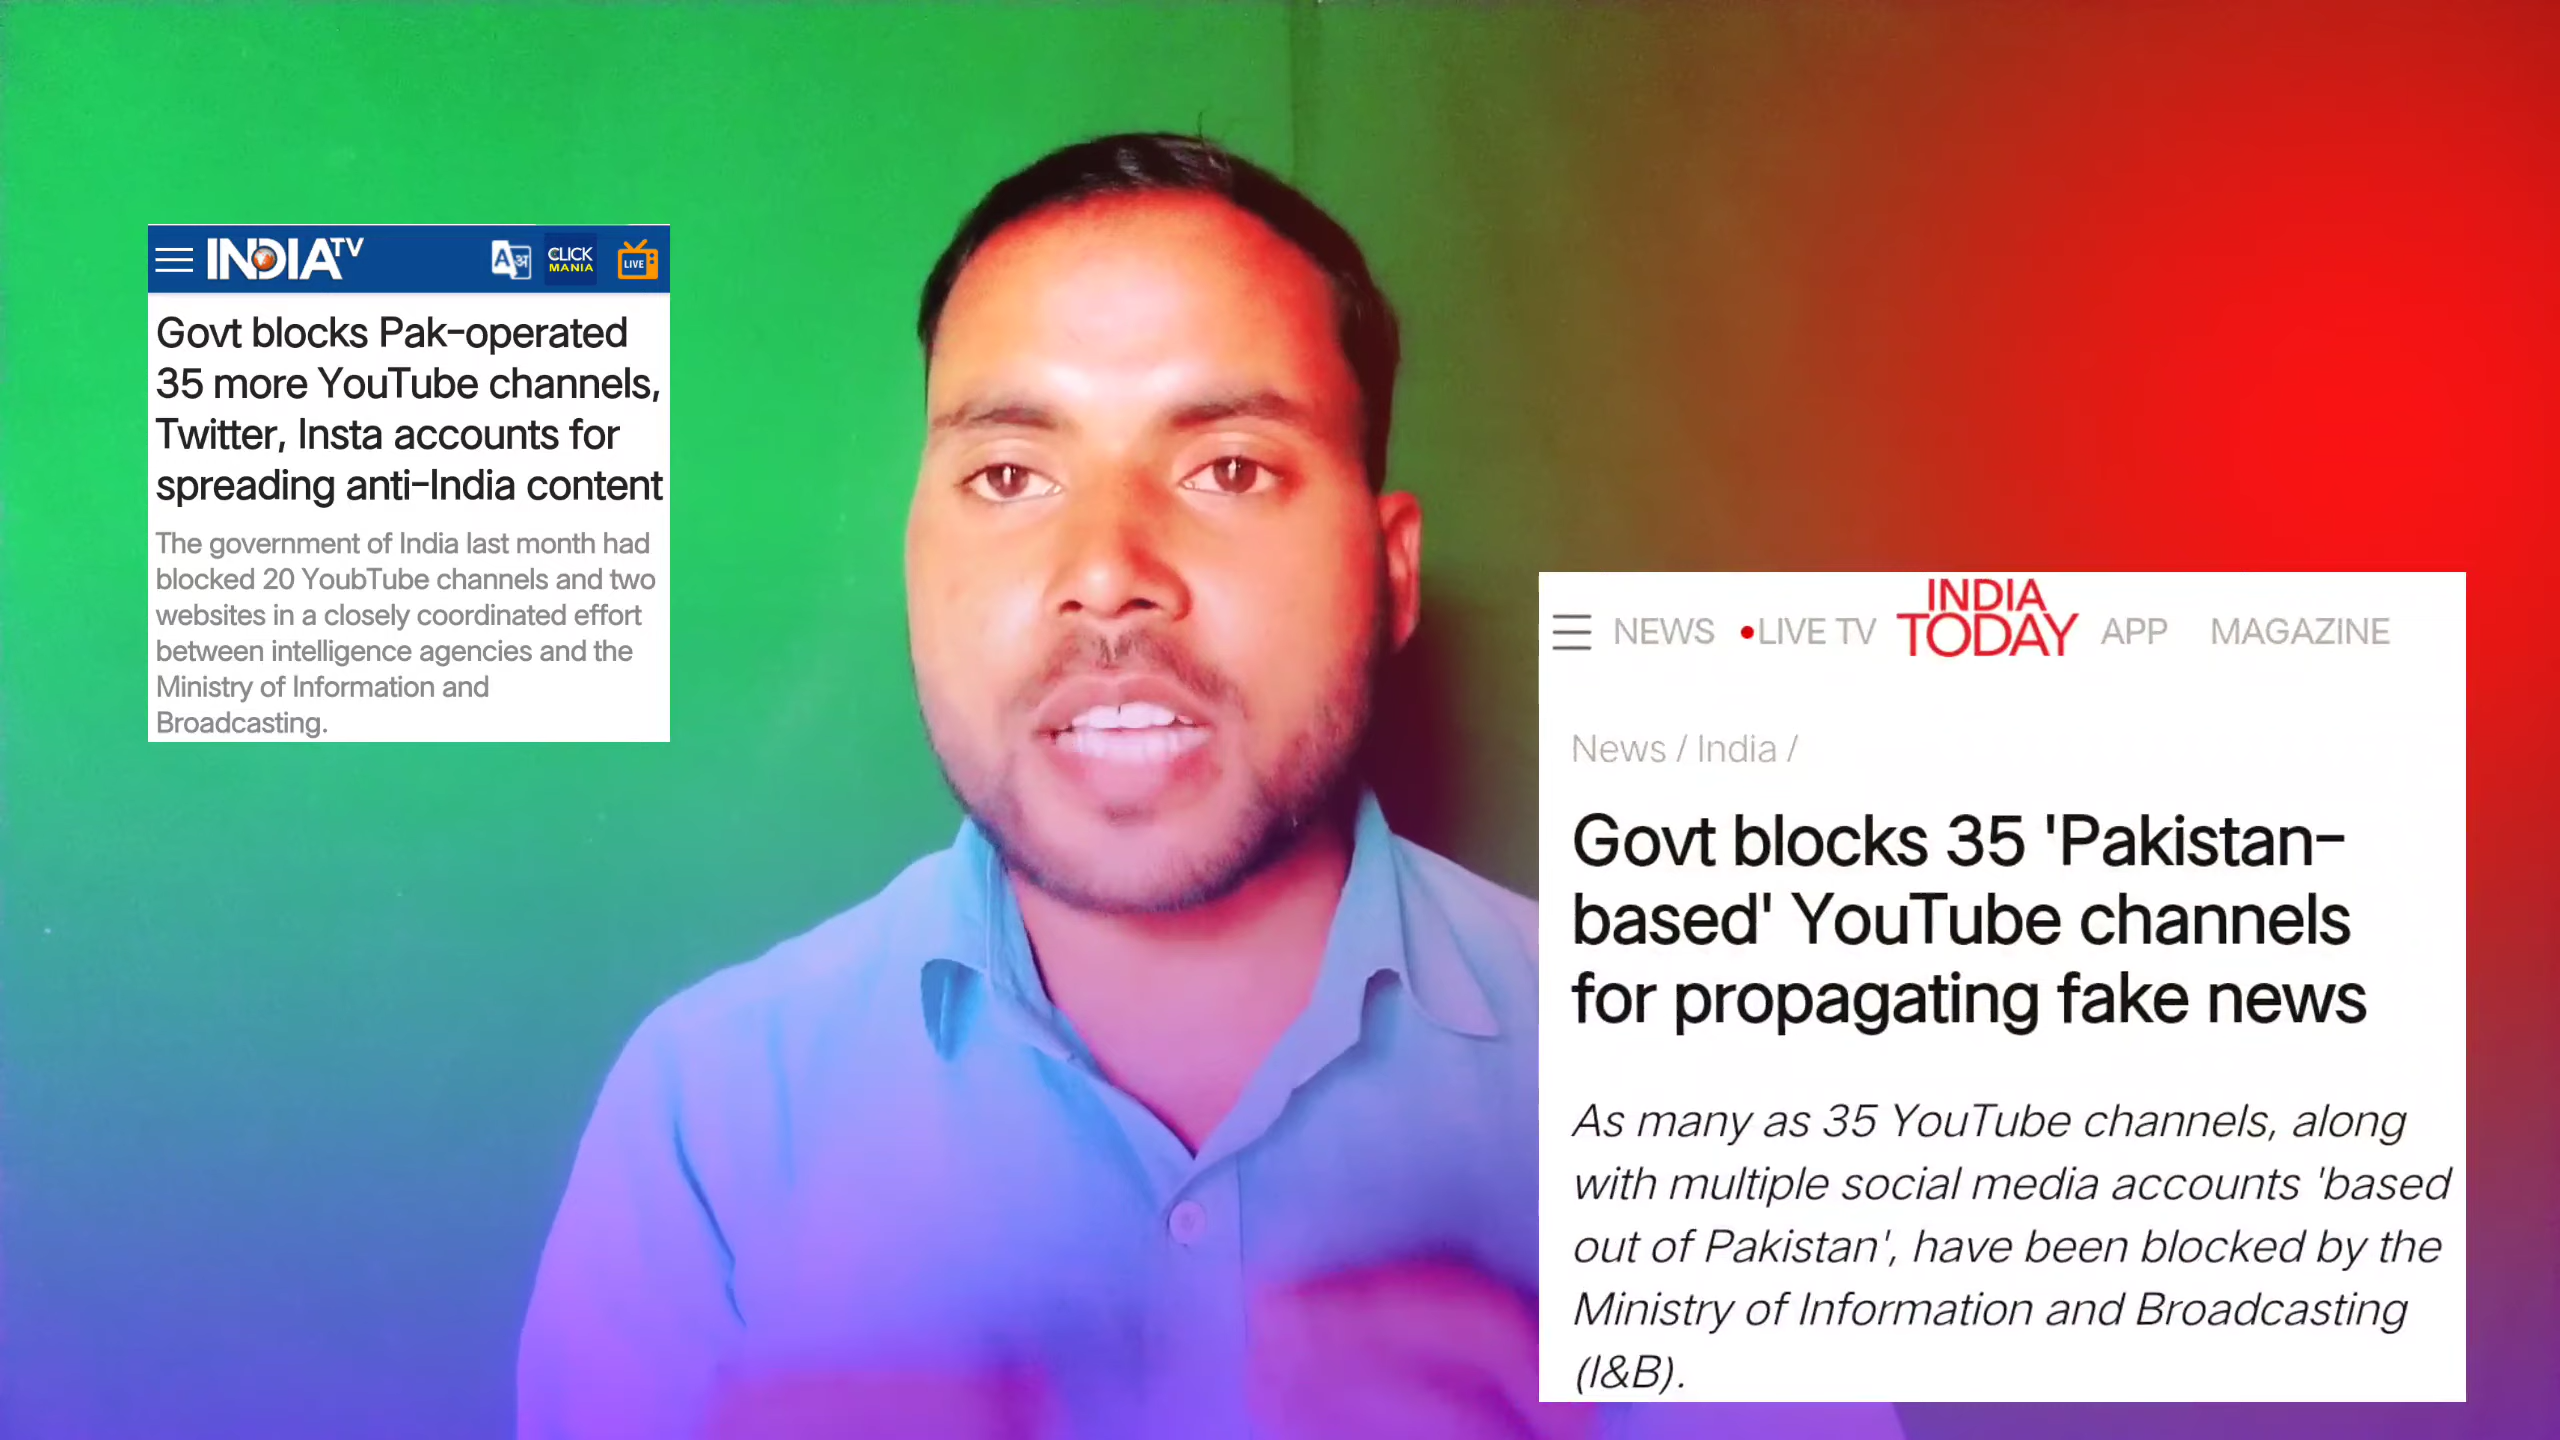 INDIA TV
A अ
CLICK
MANIA
LIVE
Govt blocks Pak-operated
35 more YouTube channels,
Twitter, Insta accounts for
spreading anti-India content
The government of India last month had
blocked 20 YoubTube channels and two
websites in a closely coordinated effort
between intelligence agencies and the
Ministry of Information and
Broadcasting.
NEWS •LIVE TV INDIA TODAY APP MAGAZINE
News / India /
Govt blocks 35 'Pakistan-
based' YouTube channels
for propagating fake news
As many as 35 YouTube channels, along
with multiple social media accounts 'based
out of Pakistan', have been blocked by the
Ministry of Information and Broadcasting
(I&B).